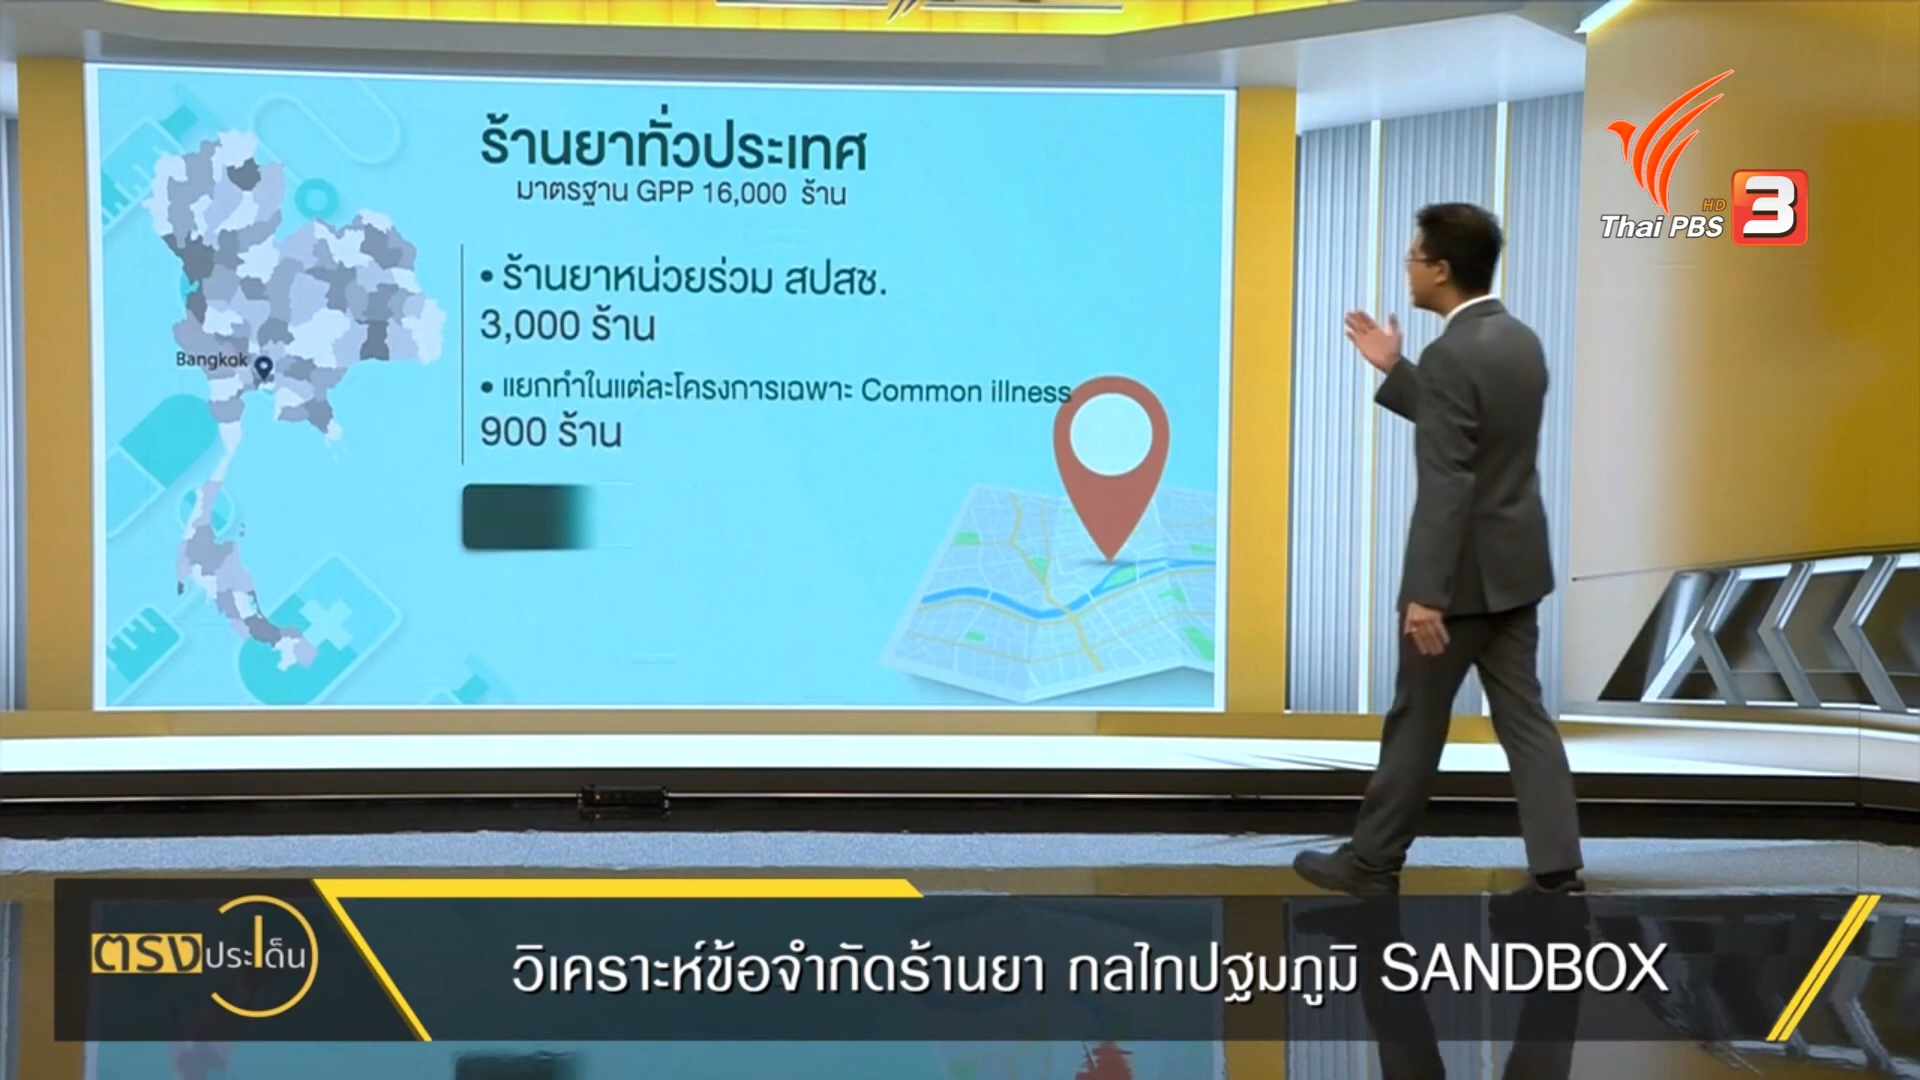 ร้านยาทั่วประเทศ
มาตรฐาน GPP 16,000 ร้าน
• ร้านยาหน่วยร่วม สปสช.
3,000 ร้าน
• แยกทำในแต่ละโครงการเฉพาะ Common illness
900 ร้าน
Bangkok
HD
Thai PBS 3
ตรงประเด็น
วิเคราะห์ข้อจำกัดร้านยา กลไกปฐมภูมิ SANDBOX